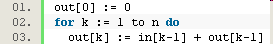 01. out[0] := 0
02. for k := 1 to n do
03. out[k] := in[k-1] + out[k-1]